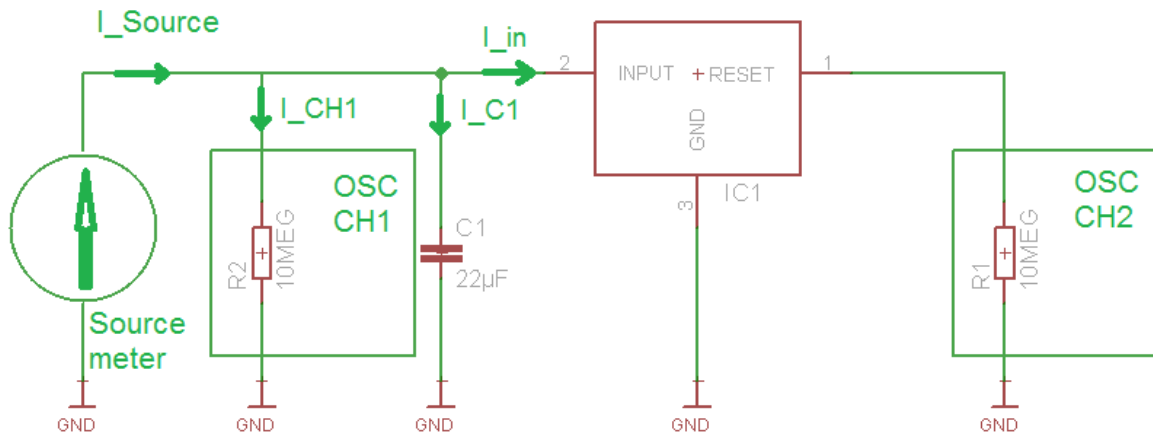 I_Source
I_in
2
INPUT
RESET
1
I_CH1
I_C1
GND
OSC
CH1
C1
3
IC1
OSC
CH2
R2
10MEG
22µF
R1
10MEG
Source
meter
GND
GND
GND
GND
GND